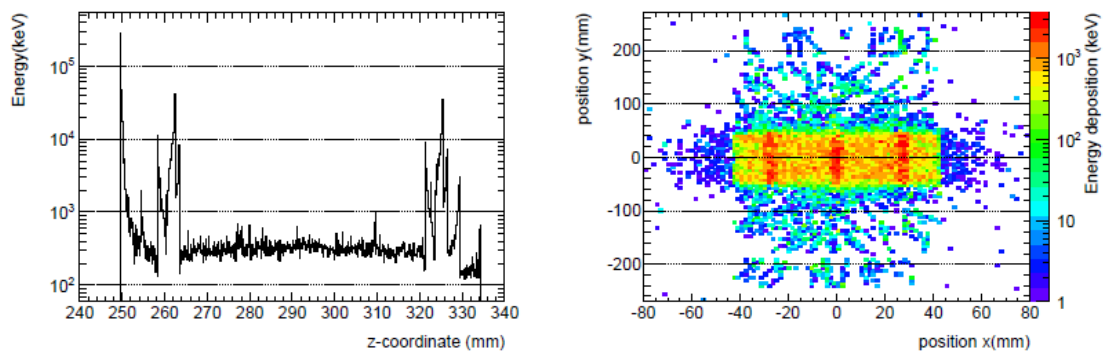 Energy(keV)
10^5
10^4
10^3
10^2
240 250 260 270 280 290 300 310 320 330 340
z-coordinate (mm)
position y(mm)
200
100
0
-100
-200
-80 -60 -40 -20 0 20 40 60 80
position x(mm)
10^3
10^2
10
1
Energy deposition (keV)